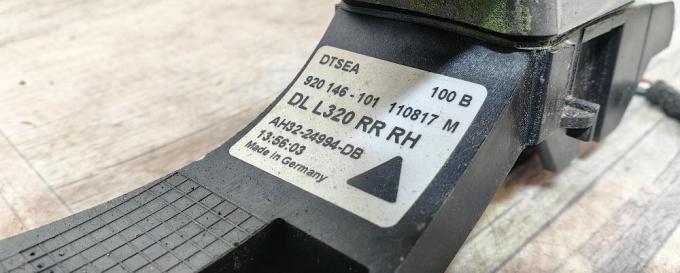 DTSEA 100 B
920 146 - 101 110817 M
DL L320 RR RH
AH32-24994-DB
13:56:03
Made in Germany